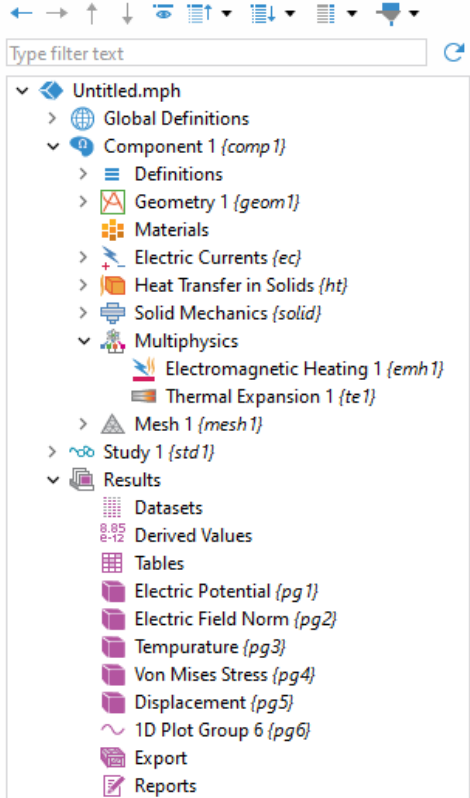 Type filter text
Untitled.mph
Global Definitions
Component 1 {comp1}
Definitions
Geometry 1 {geom1}
Materials
Electric Currents {ec}
Heat Transfer in Solids {ht}
Solid Mechanics {solid}
Multiphysics
Electromagnetic Heating 1 {emh1}
Thermal Expansion 1 {te1}
Mesh 1 {mesh1}
Study 1 {std1}
Results
Datasets
8.85
e-12 Derived Values
Tables
Electric Potential {pg1}
Electric Field Norm {pg2}
Tempurature {pg3}
Von Mises Stress {pg4}
Displacement {pg5}
1D Plot Group 6 {pg6}
Export
Reports